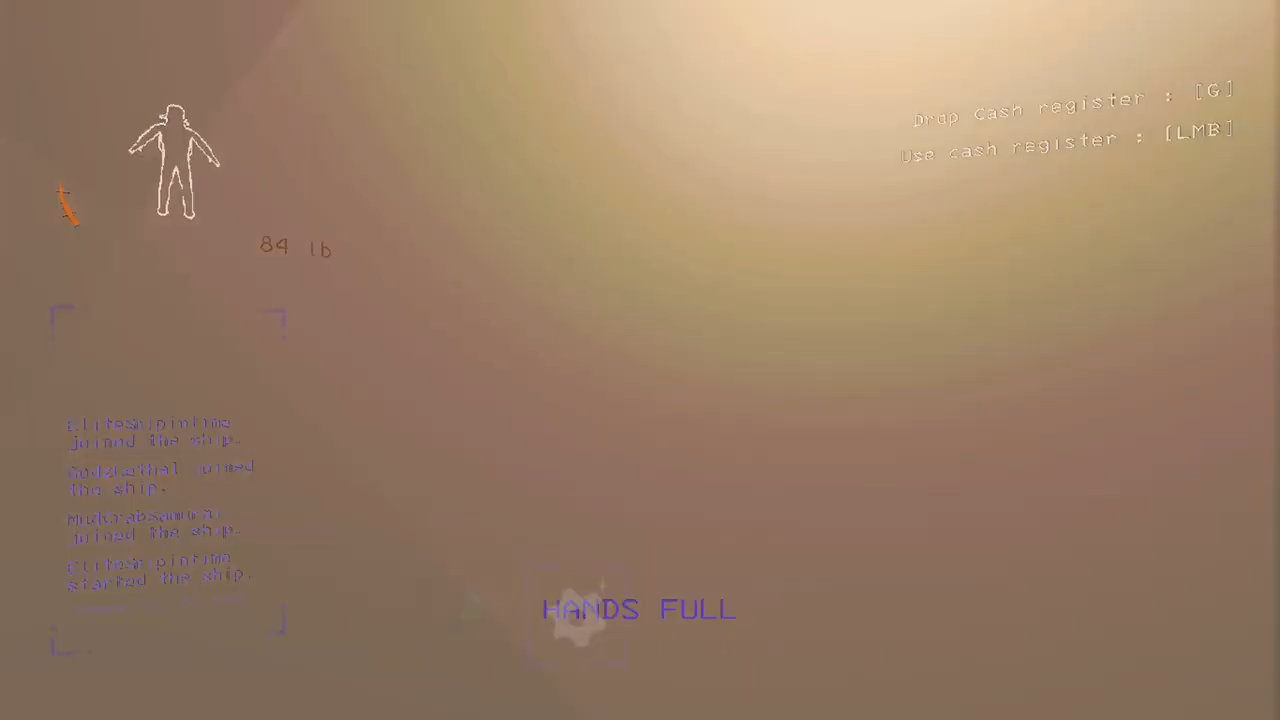 Drop Cash register : [G]
Use cash register : [LMB]
84 lb
joined the ship.
joined
the ship.
MudCrabSamurai
joined the ship.
started the ship.
HANDS FULL